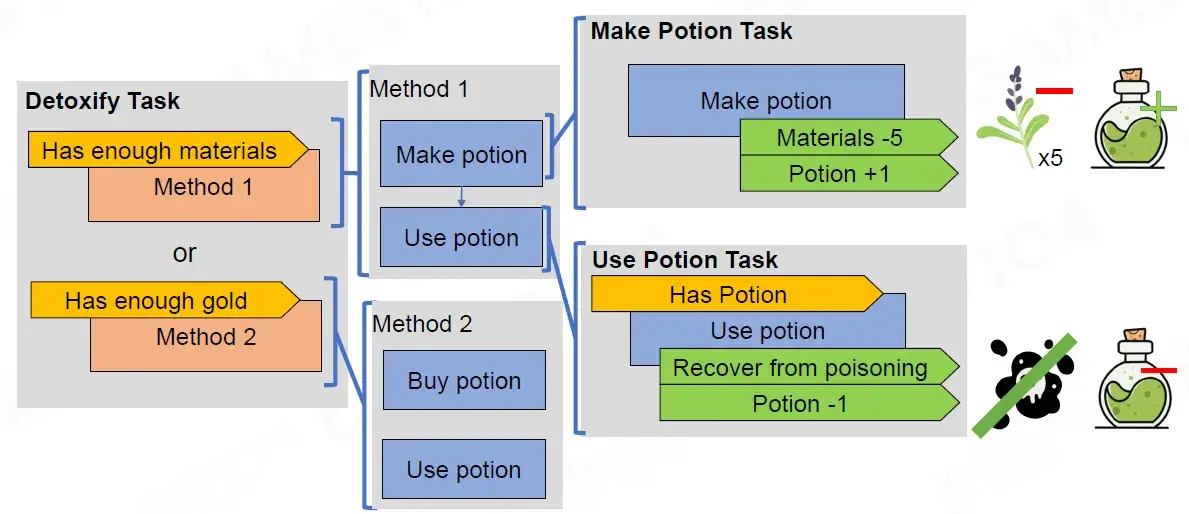 Detoxify Task
Has enough materials
Method 1
or
Has enough gold
Method 2
Method 1
Make potion
Use potion
Method 2
Buy potion
Use potion
Make Potion Task
Make potion
Materials -5
Potion +1
x5
Use Potion Task
Has Potion
Use potion
Recover from poisoning
Potion -1